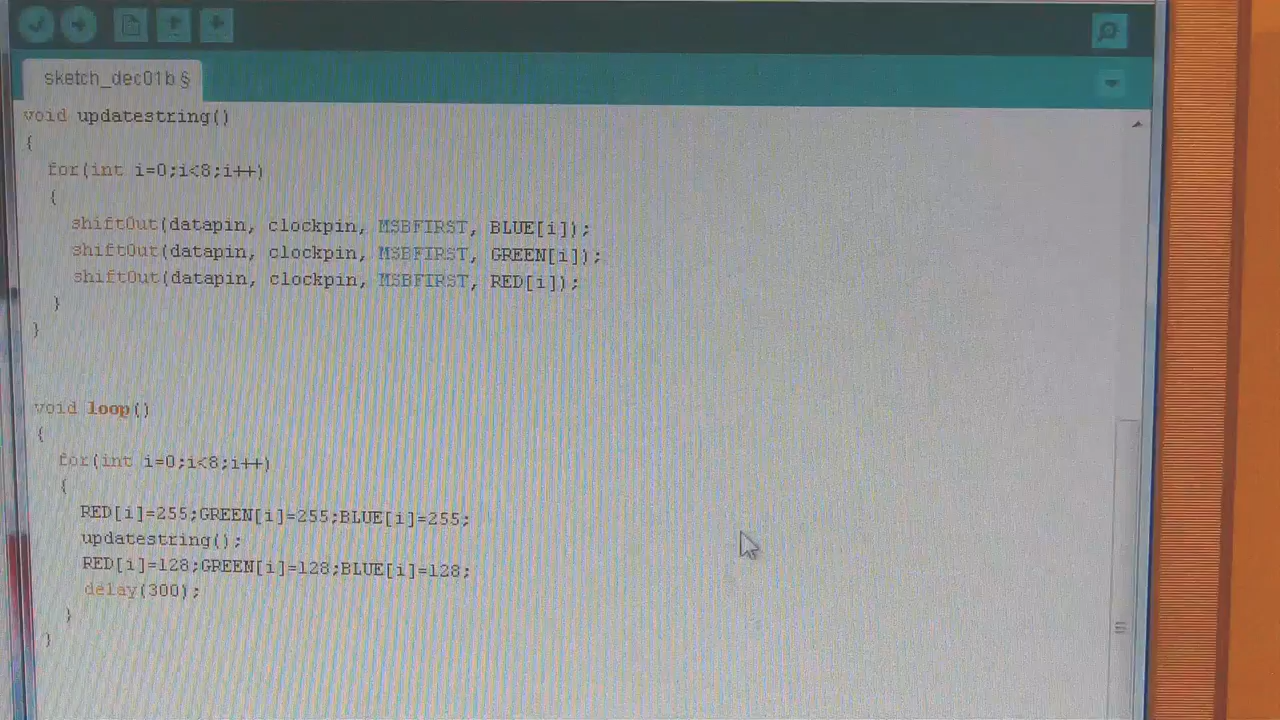 sketch_dec01b §
void updatestring()
{
for(int i=0;i<8;i++)
{
shiftOut(datapin, clockpin, MSBFIRST, BLUE[i]);
shiftOut(datapin, clockpin, MSBFIRST, GREEN[i]);
shiftOut(datapin, clockpin, MSBFIRST, RED[i]);
}
}
void loop()
{
for(int i=0;i<8;i++)
{
RED[i]=255;GREEN[i]=255;BLUE[i]=255;
updatestring();
RED[i]=128;GREEN[i]=128;BLUE[i]=128;
delay(300);
}
}